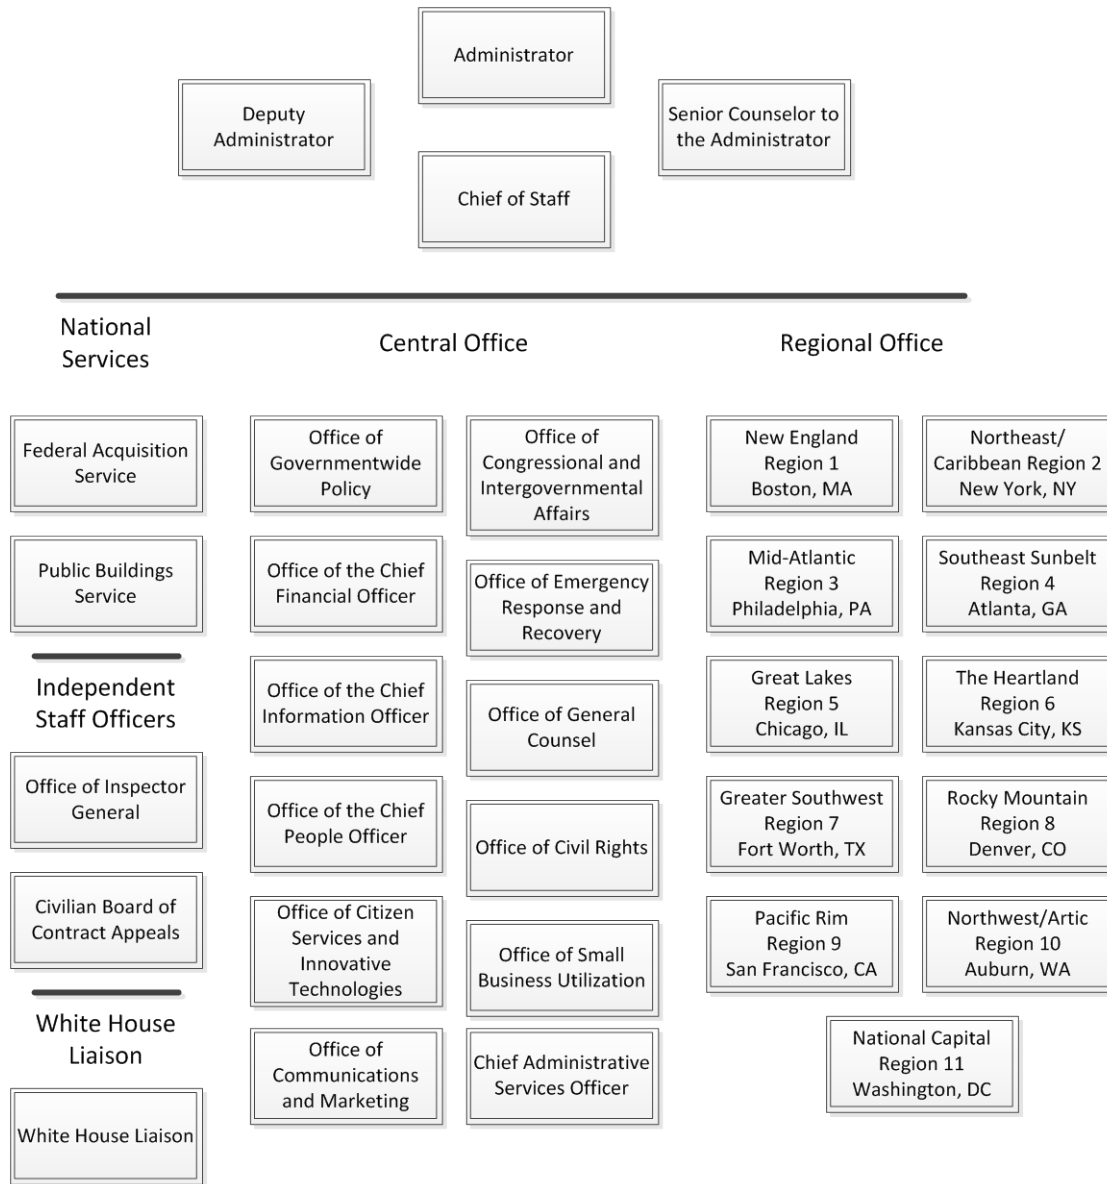 Administrator
Deputy
Administrator
Senior Counselor to
the Administrator
Chief of Staff
National
Services
Federal Acquisition
Service
Public Buildings
Service
Independent
Staff Officers
Office of Inspector
General
Civilian Board of
Contract Appeals
White House
Liaison
White House Liaison
Central Office
Office of
Governmentwide
Policy
Office of the Chief
Financial Officer
Office of the Chief
Information Officer
Office of the Chief
People Officer
Office of Citizen
Services and
Innovative
Technologies
Office of
Communications
and Marketing
Office of
Congressional and
Intergovernmental
Affairs
Office of Emergency
Response and
Recovery
Office of General
Counsel
Office of Civil Rights
Office of Small
Business Utilization
Chief Administrative
Services Officer
Regional Office
New England
Region 1
Boston, MA
Northeast/
Caribbean Region 2
New York, NY
Mid-Atlantic
Region 3
Philadelphia, PA
Southeast Sunbelt
Region 4
Atlanta, GA
Great Lakes
Region 5
Chicago, IL
The Heartland
Region 6
Kansas City, KS
Greater Southwest
Region 7
Fort Worth, TX
Rocky Mountain
Region 8
Denver, CO
Pacific Rim
Region 9
San Francisco, CA
Northwest/Artic
Region 10
Auburn, WA
National Capital
Region 11
Washington, DC